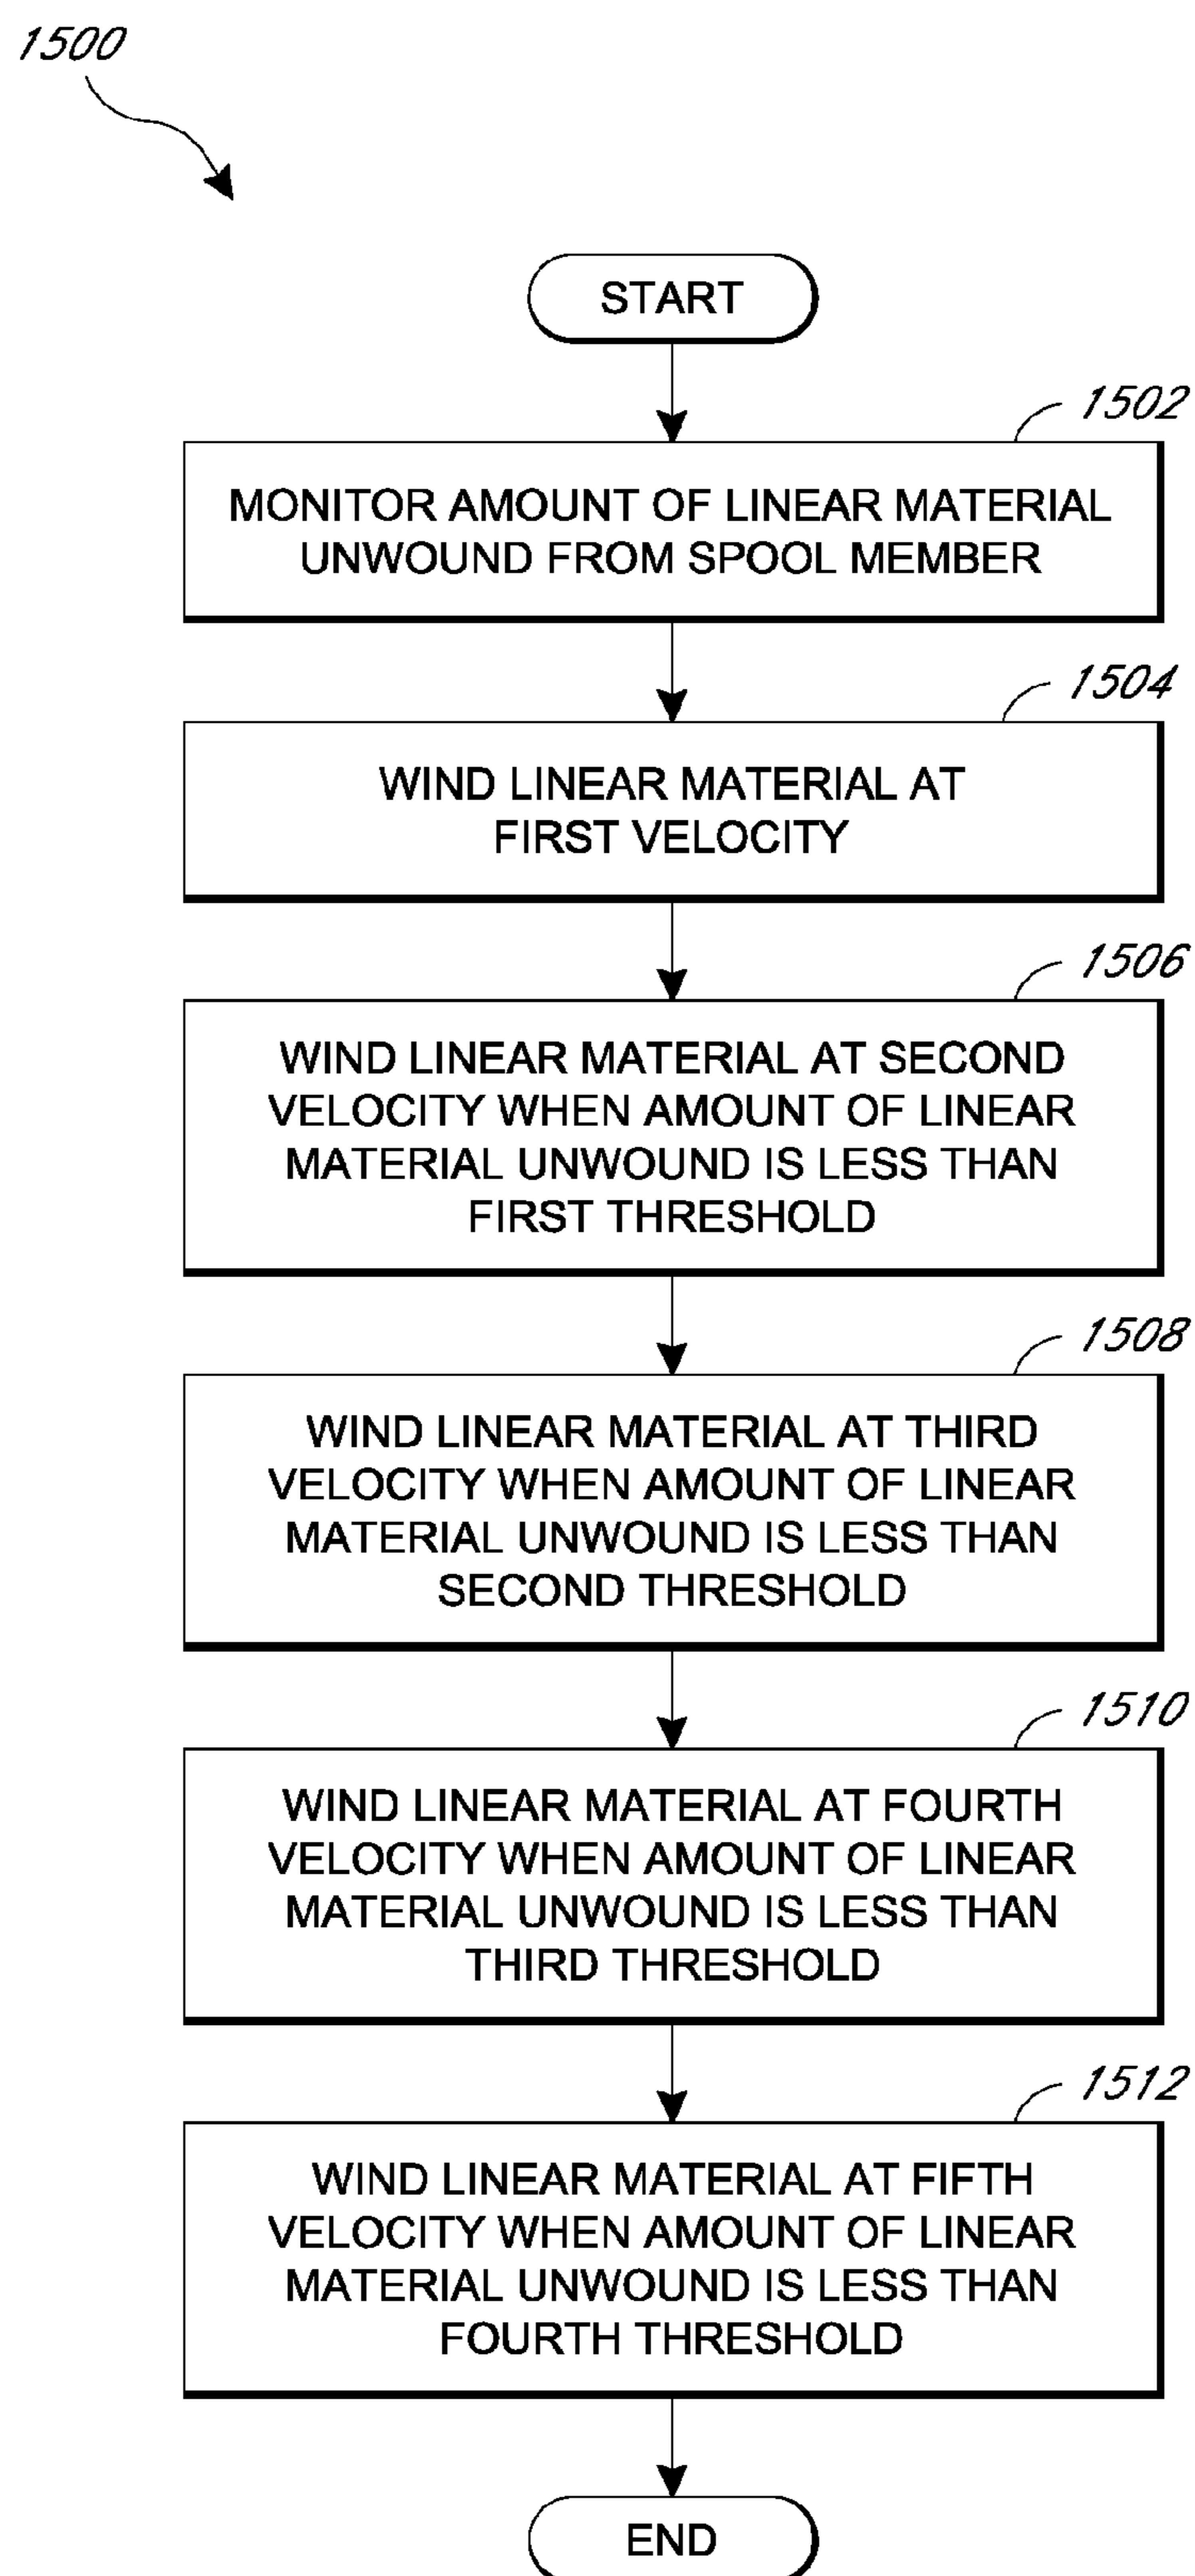 1500
START
1502
MONITOR AMOUNT OF LINEAR MATERIAL
UNWOUND FROM SPOOL MEMBER
1504
WIND LINEAR MATERIAL AT
FIRST VELOCITY
1506
WIND LINEAR MATERIAL AT SECOND
VELOCITY WHEN AMOUNT OF LINEAR
MATERIAL UNWOUND IS LESS THAN
FIRST THRESHOLD
1508
WIND LINEAR MATERIAL AT THIRD
VELOCITY WHEN AMOUNT OF LINEAR
MATERIAL UNWOUND IS LESS THAN
SECOND THRESHOLD
1510
WIND LINEAR MATERIAL AT FOURTH
VELOCITY WHEN AMOUNT OF LINEAR
MATERIAL UNWOUND IS LESS THAN
THIRD THRESHOLD
1512
WIND LINEAR MATERIAL AT FIFTH
VELOCITY WHEN AMOUNT OF LINEAR
MATERIAL UNWOUND IS LESS THAN
FOURTH THRESHOLD
END